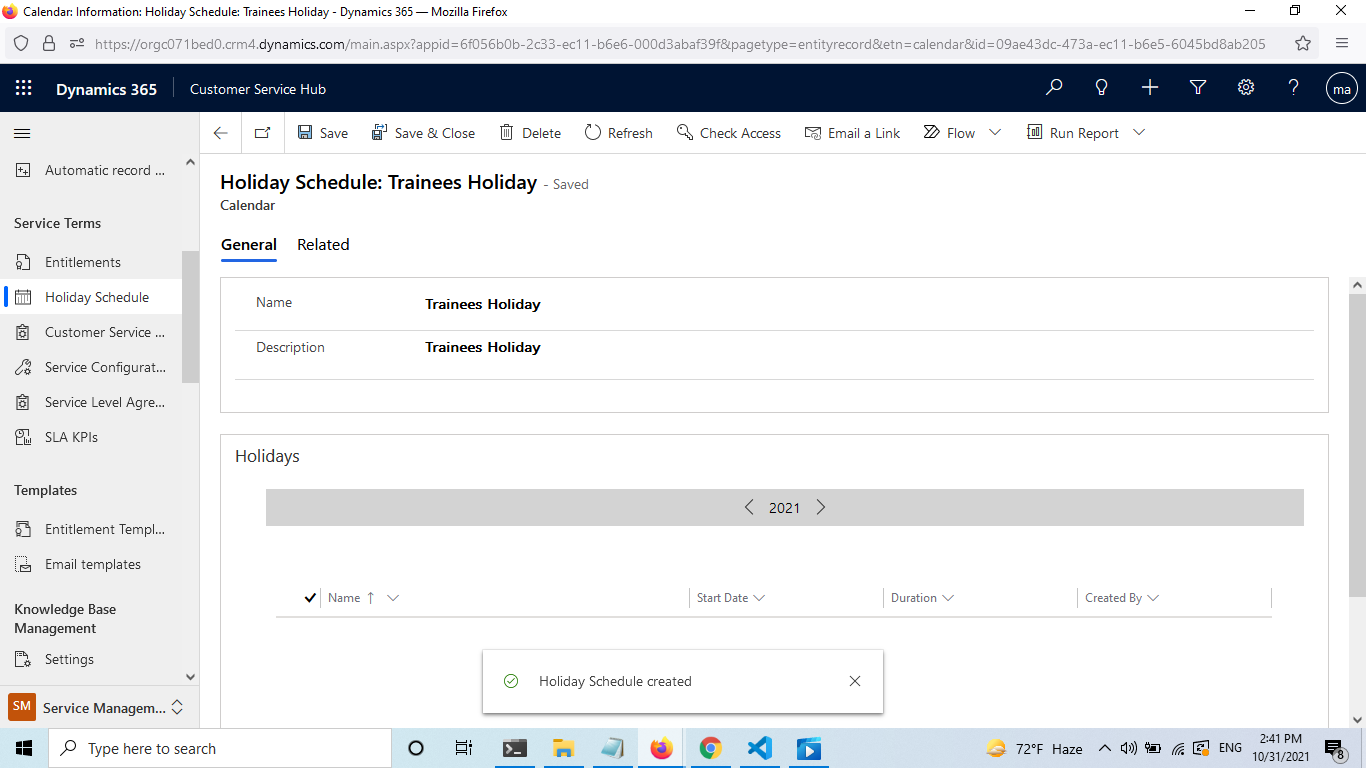 Calendar: Information: Holiday Schedule: Trainees Holiday - Dynamics 365 — Mozilla Firefox
https://orgc071bed0.crm4.dynamics.com/main.aspx?appid=6f056b0b-2c33-ec11-b6e6-000d3abaf39f&pagetype=entityrecord&etn=calendar&id=09ae43dc-473a-ec11-b6e5-6045bd8ab205
Dynamics 365 Customer Service Hub ma
Save Save & Close Delete Refresh Check Access Email a Link Flow Run Report
Automatic record ...
Service Terms
Entitlements
Holiday Schedule
Customer Service ...
Service Configurat...
Service Level Agre...
SLA KPIs
Templates
Entitlement Templ...
Email templates
Knowledge Base
Management
Settings
SM Service Managem...
Holiday Schedule: Trainees Holiday - Saved
Calendar
General Related
Name Trainees Holiday
Description Trainees Holiday
Holidays
2021
Name Start Date Duration Created By
Holiday Schedule created
Type here to search
72°F Haze
ENG
2:41 PM
10/31/2021
8